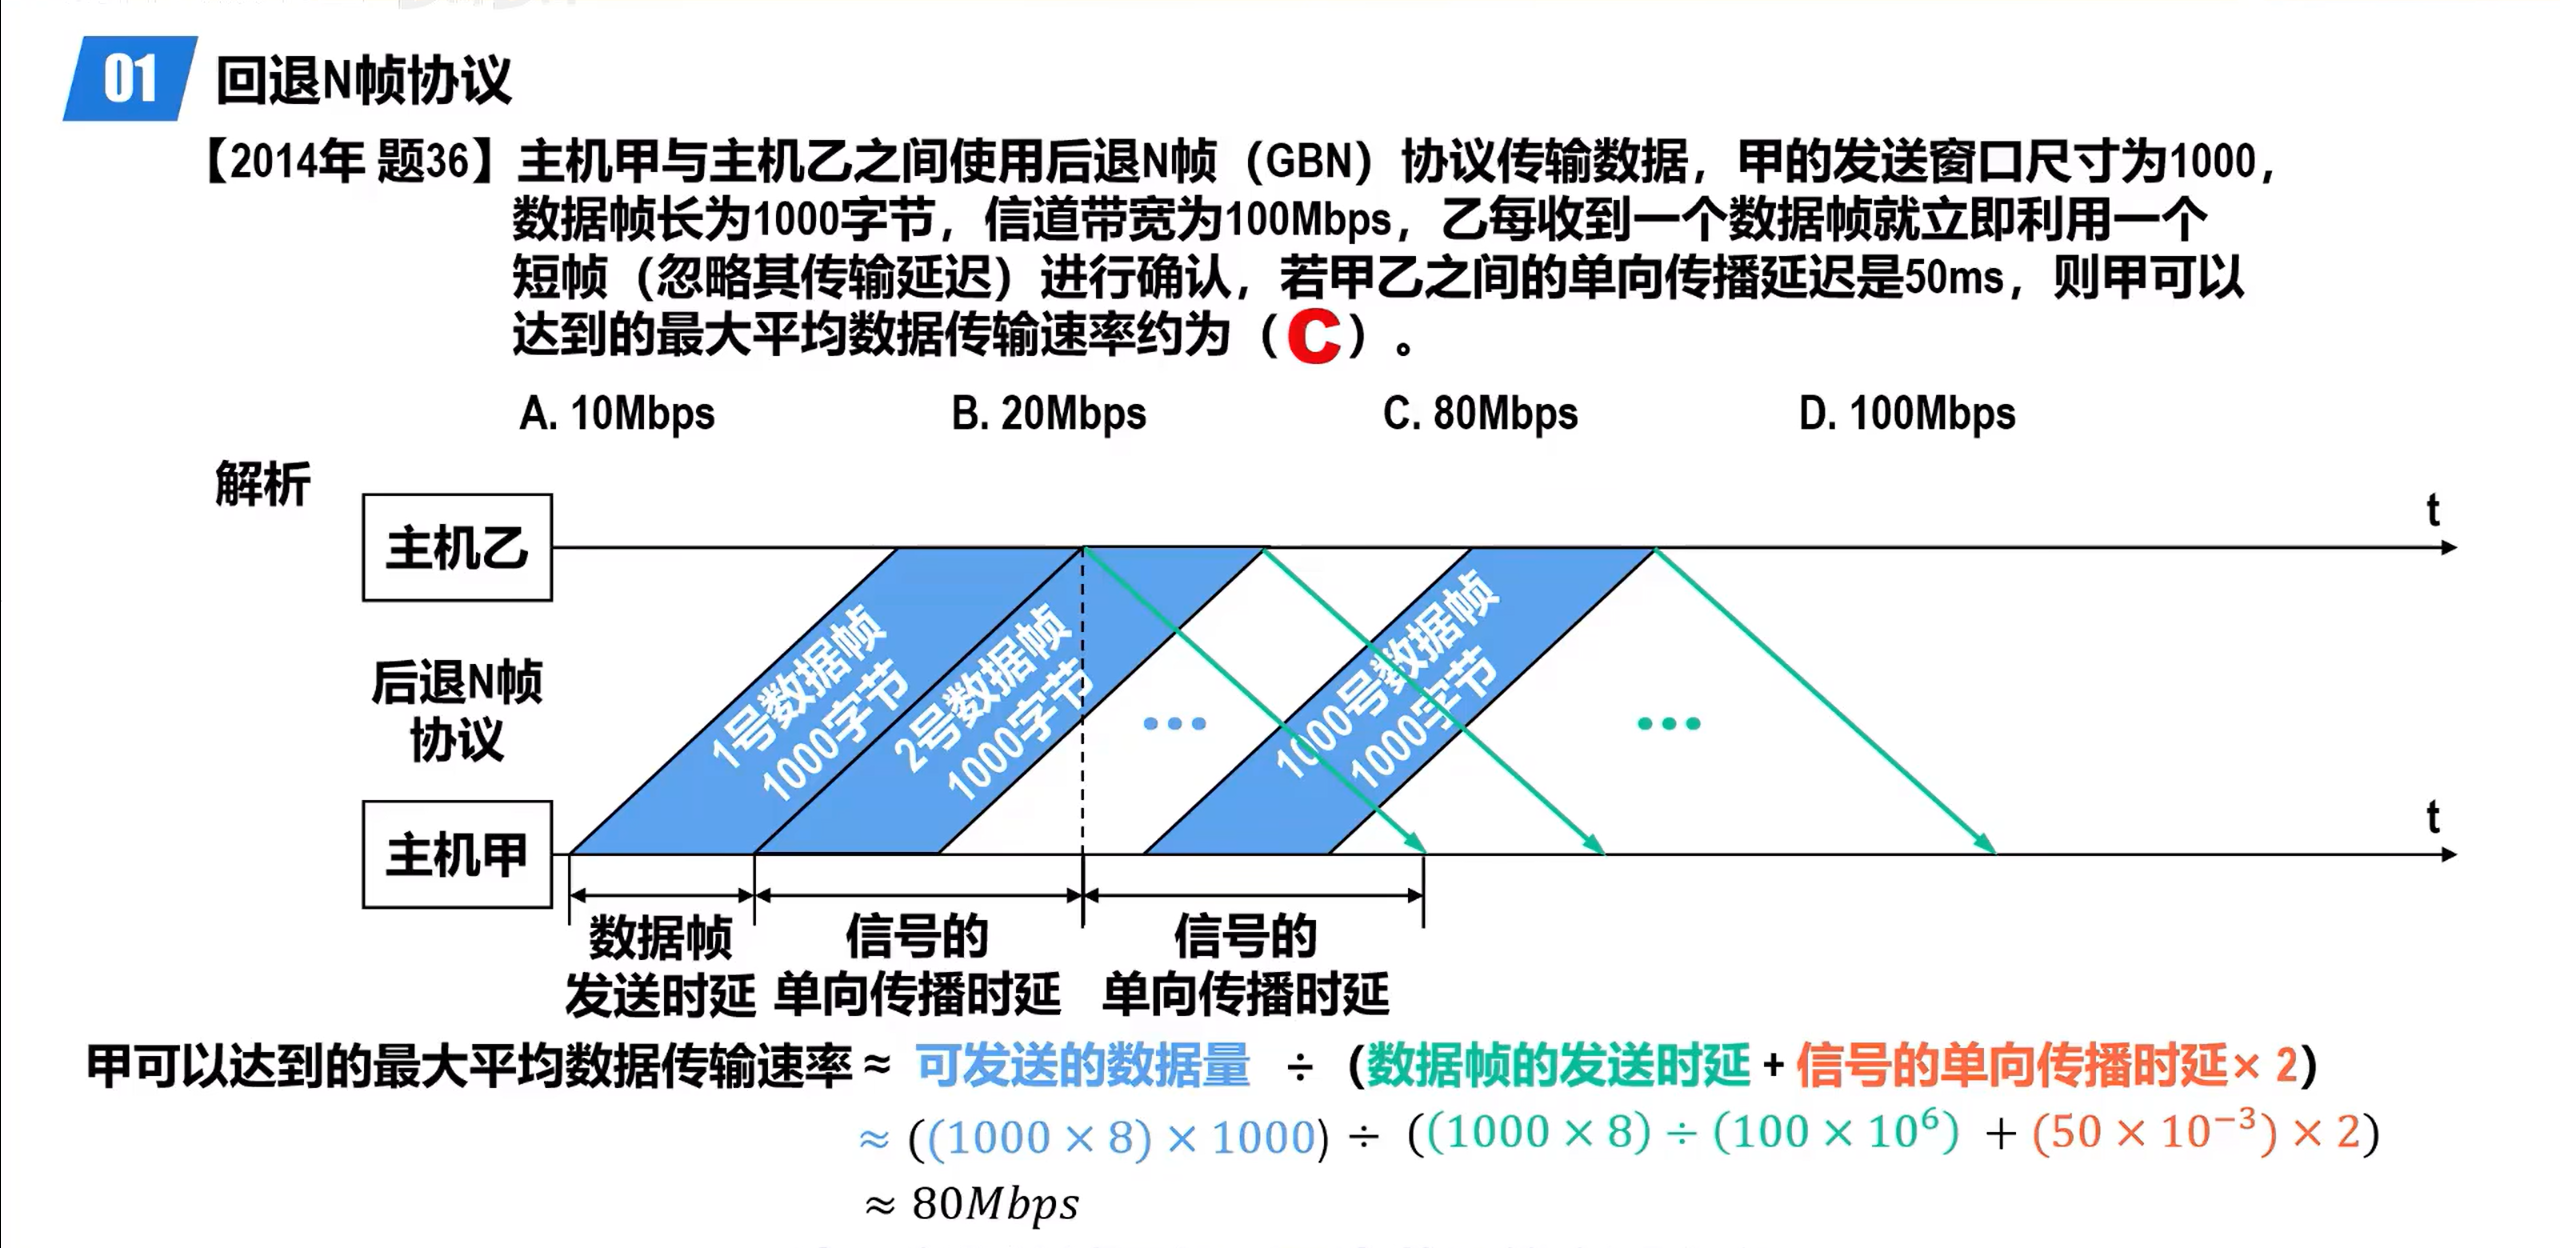 01 回退N帧协议
【2014年 题36】主机甲与主机乙之间使用后退N帧（GBN）协议传输数据，甲的发送窗口尺寸为1000，
数据帧长为1000字节，信道带宽为100Mbps，乙每收到一个数据帧就立即利用一个
短帧（忽略其传输延迟）进行确认，若甲乙之间的单向传播延迟是50ms，则甲可以
达到的最大平均数据传输速率约为（C）。
A. 10Mbps B. 20Mbps C. 80Mbps D. 100Mbps
解析
主机乙
t
1号数据帧
1000字节
2号数据帧
1000字节
...
1000号数据帧
1000字节
...
后退N帧
协议
主机甲
t
数据帧
发送时延
信号的
单向传播时延
信号的
单向传播时延
甲可以达到的最大平均数据传输速率≈ 可发送的数据量 ÷ (数据帧的发送时延 + 信号的单向传播时延× 2)
≈ ((1000 × 8) × 1000) ÷ ((1000 × 8) ÷ (100 × 10⁶) + (50 × 10⁻³) × 2)
≈ 80Mbps